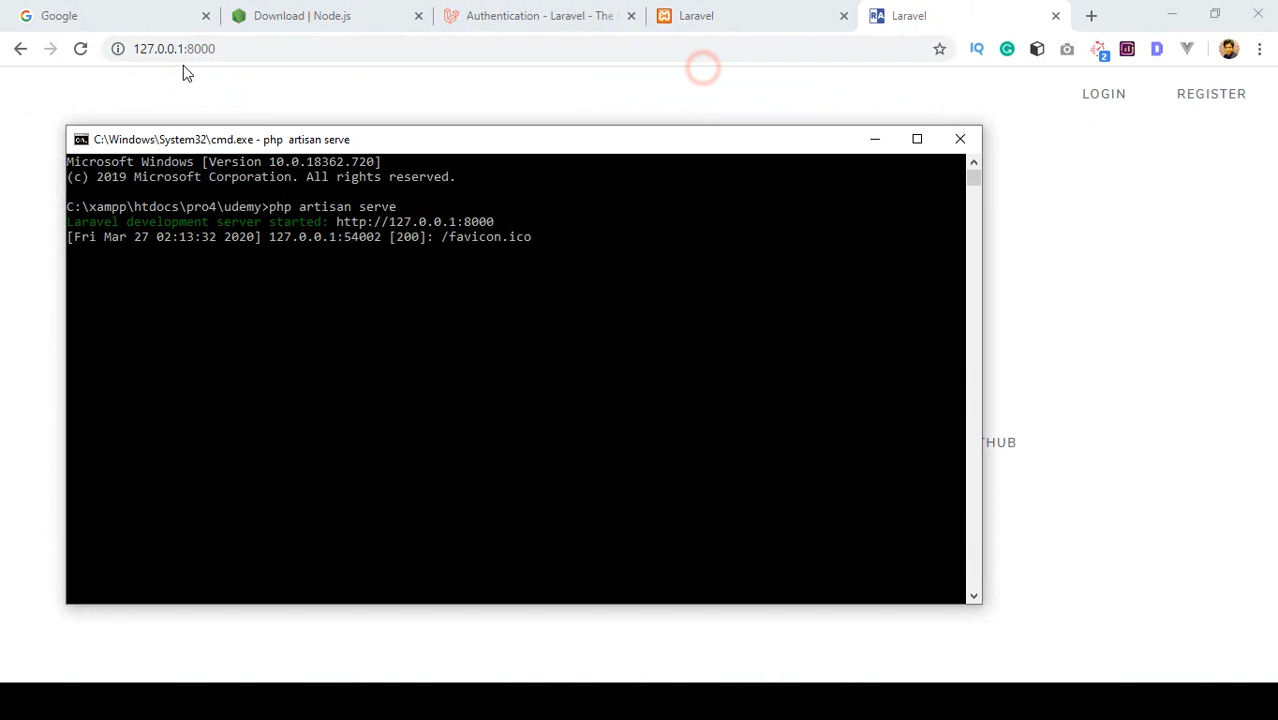 Google
Download | Node.js
Authentication - Laravel - The
Laravel
Laravel
127.0.0.1:8000
IQ
2
LOGIN
REGISTER
C:\Windows\System32\cmd.exe - php artisan serve
Microsoft Windows [Version 10.0.18362.720]
(c) 2019 Microsoft Corporation. All rights reserved.
C:\xampp\htdocs\pro4\udemy>php artisan serve
Laravel development server started: http://127.0.0.1:8000
[Fri Mar 27 02:13:32 2020] 127.0.0.1:54002 [200]: /favicon.ico
THUB